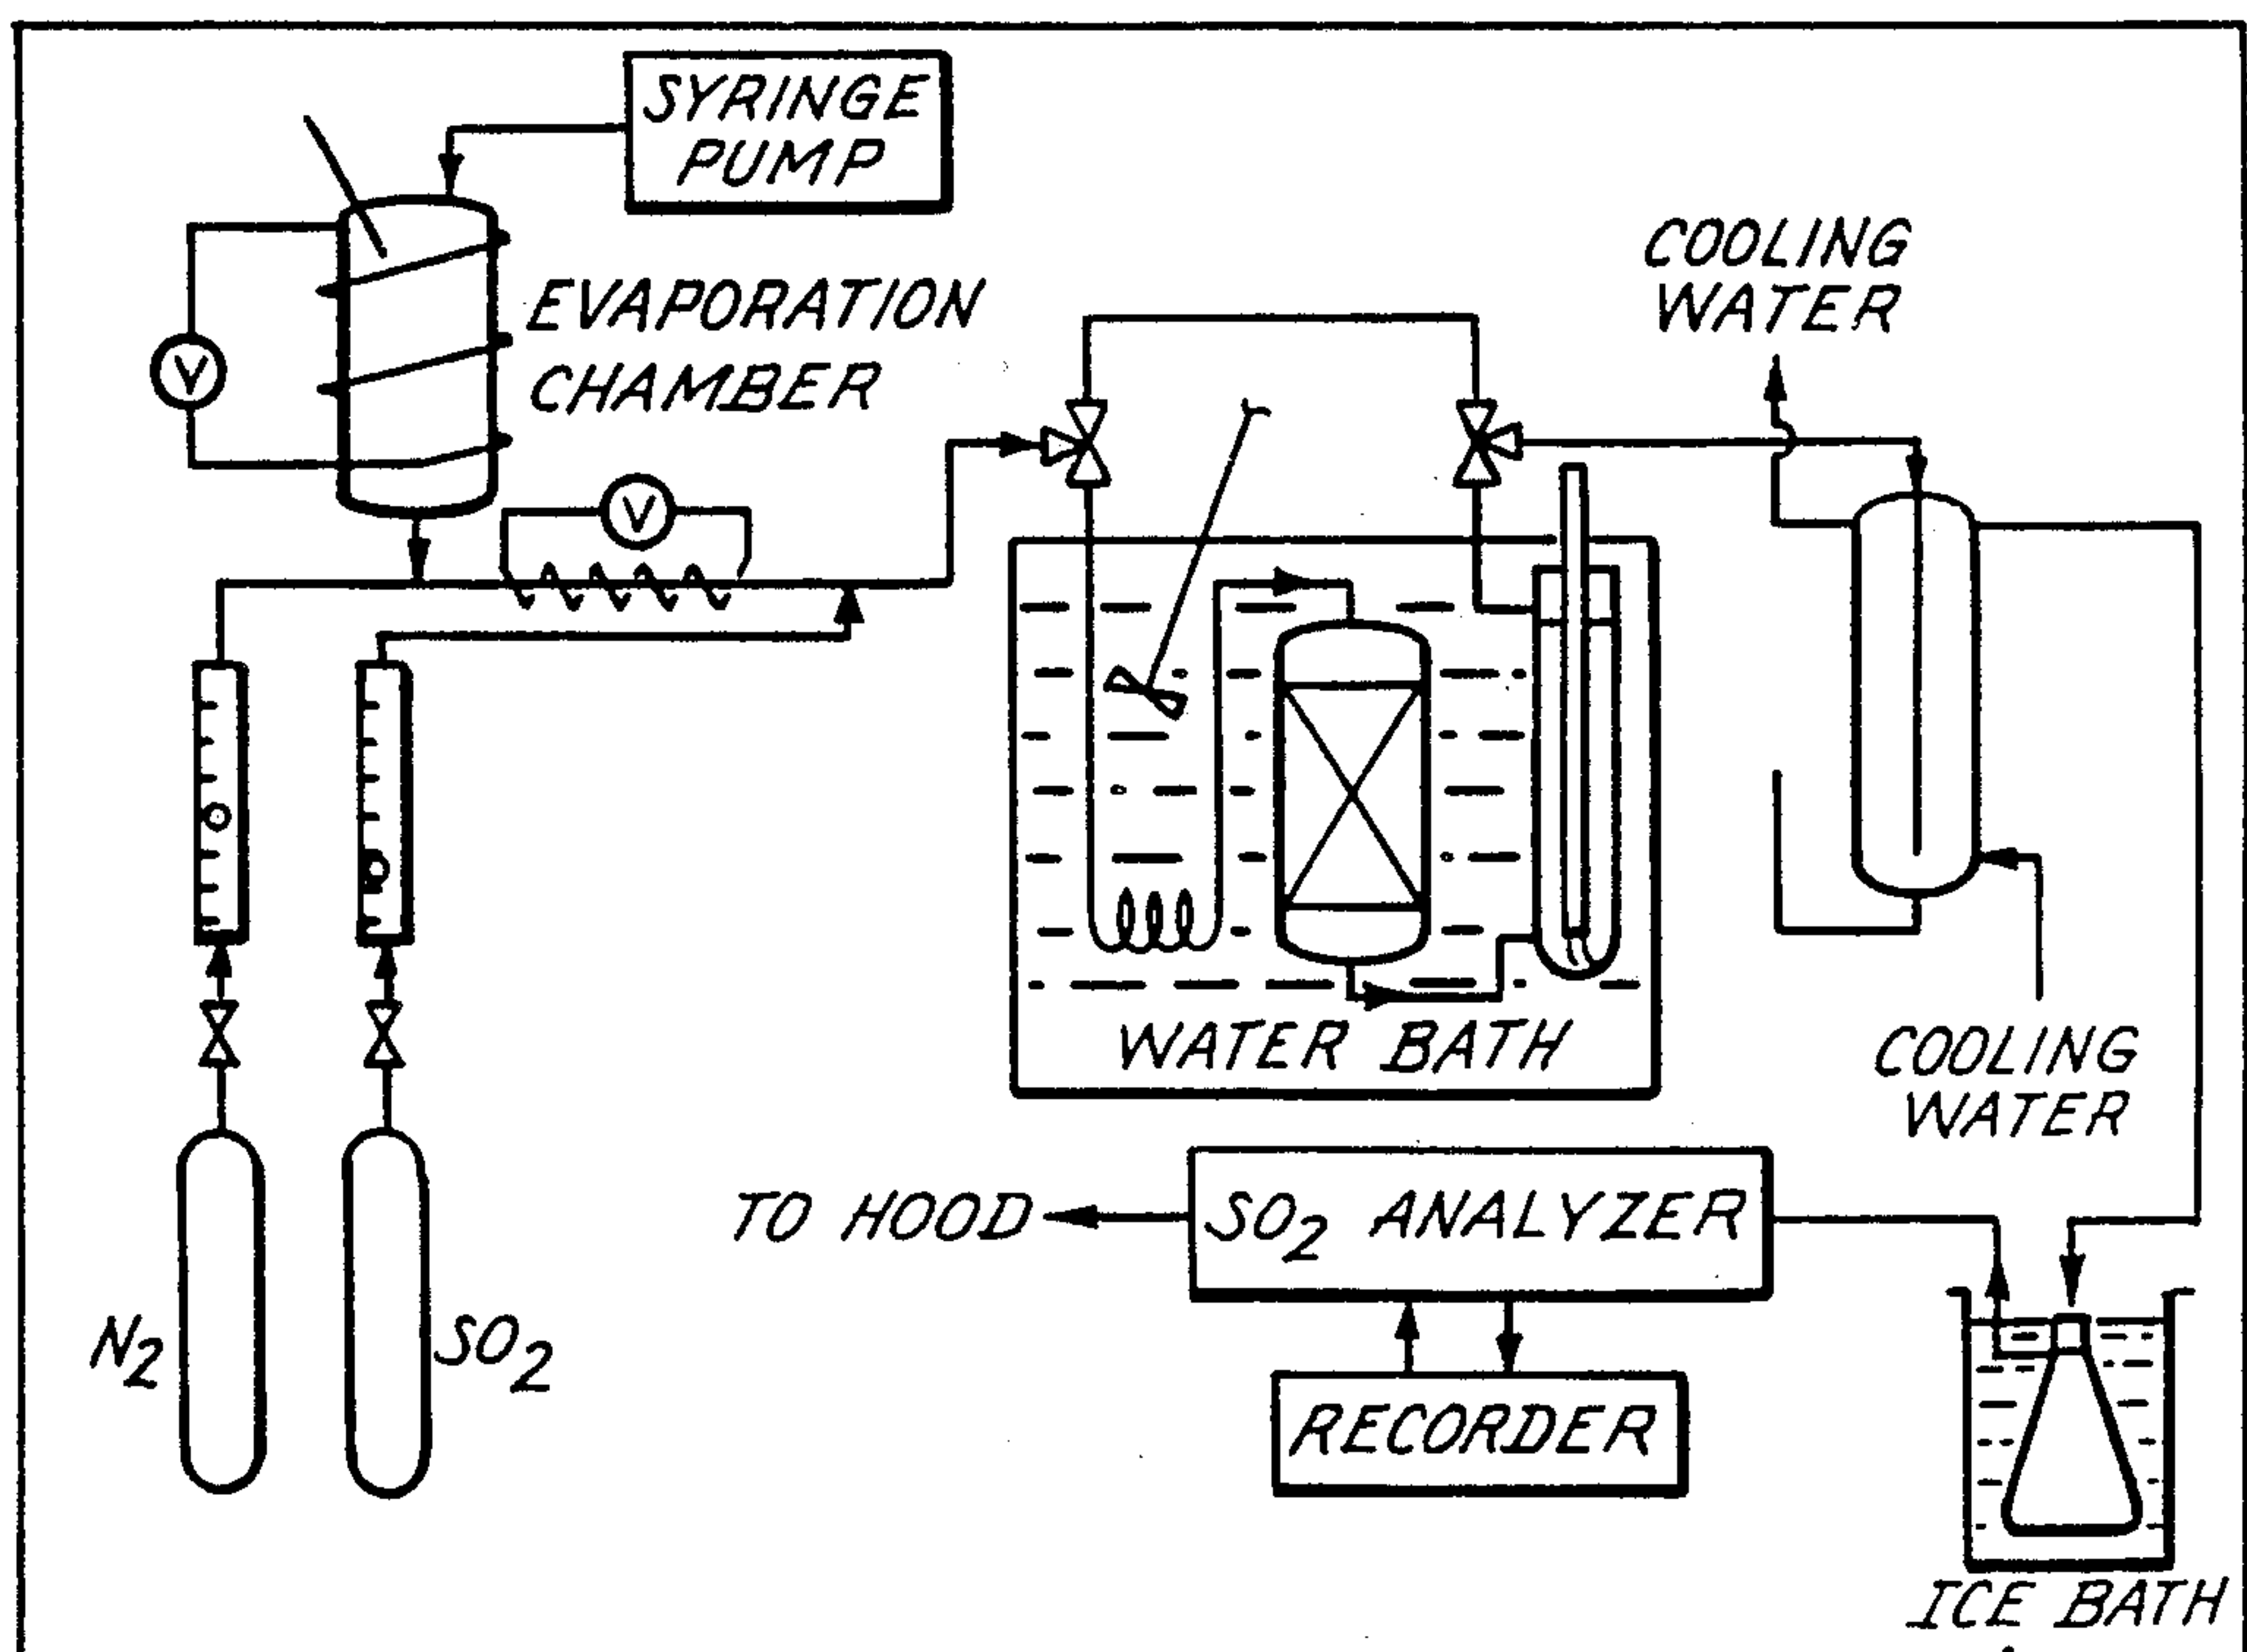 SYRINGE
PUMP
EVAPORATION
CHAMBER
V
V
COOLING
WATER
WATER BATH
COOLING
WATER
TO HOOD
SO2 ANALYZER
N2
SO2
RECORDER
ICE BATH